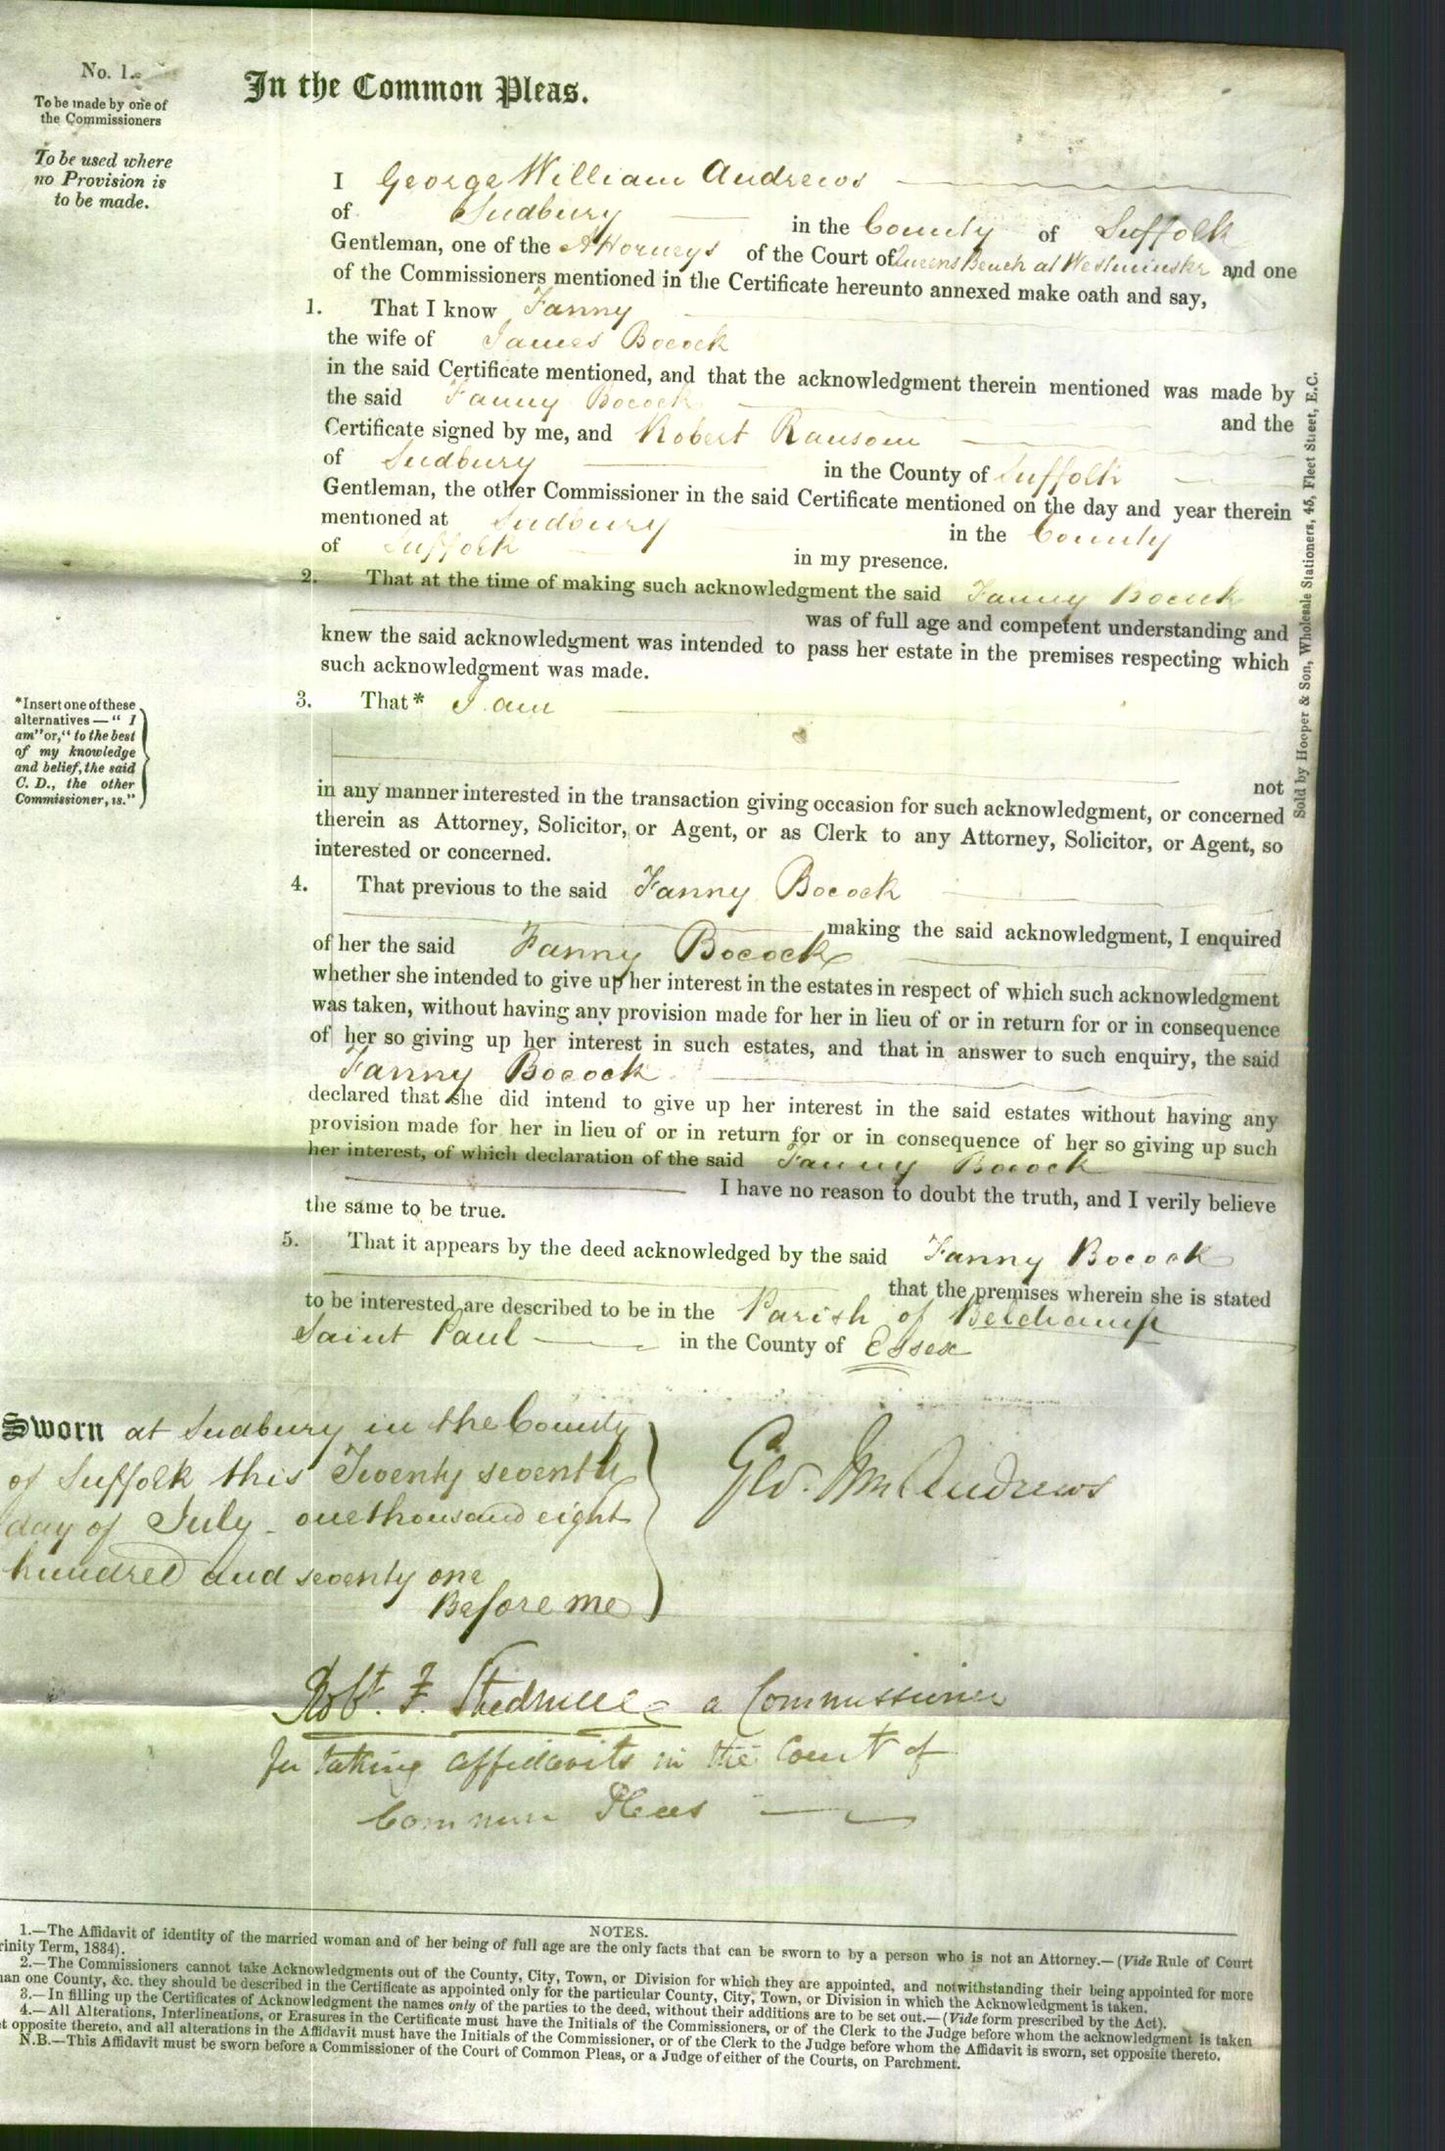 No. 1.
To be made by one of
the Commissioners
To be used where
no Provision is
to be made.
In the Common Pleas.
I George William Andrews
of Sudbury in the County of Suffolk
Gentleman, one of the Attorneys of the Court of Queens Bench at Westminster and one
of the Commissioners mentioned in the Certificate hereunto annexed make oath and say,
1. That I know Fanny
the wife of James Bocock
in the said Certificate mentioned, and that the acknowledgment therein mentioned was made by
the said Fanny Bocock and the
Certificate signed by me, and Robert Ransom
of Sudbury in the County of Suffolk
Gentleman, the other Commissioner in the said Certificate mentioned on the day and year therein
mentioned at Sudbury in the County
of Suffolk in my presence.
2. That at the time of making such acknowledgment the said Fanny Bocock
was of full age and competent understanding and
knew the said acknowledgment was intended to pass her estate in the premises respecting which
such acknowledgment was made.
*Insert one of these
alternatives — " I
am" or, " to the best
of my knowledge
and belief, the said
C. D., the other
Commissioner, is."
3. That* I am
not
in any manner interested in the transaction giving occasion for such acknowledgment, or concerned
therein as Attorney, Solicitor, or Agent, or as Clerk to any Attorney, Solicitor, or Agent, so
interested or concerned.
4. That previous to the said Fanny Bocock
making the said acknowledgment, I enquired
of her the said Fanny Bocock
whether she intended to give up her interest in the estates in respect of which such acknowledgment
was taken, without having any provision made for her in lieu of or in return for or in consequence
of her so giving up her interest in such estates, and that in answer to such enquiry, the said
Fanny Bocock
declared that she did intend to give up her interest in the said estates without having any
provision made for her in lieu of or in return for or in consequence of her so giving up such
her interest, of which declaration of the said Fanny Bocock
I have no reason to doubt the truth, and I verily believe
the same to be true.
5. That it appears by the deed acknowledged by the said Fanny Bocock
that the premises wherein she is stated
to be interested are described to be in the Parish of Belchamp
Saint Paul in the County of Essex
Sworn at Sudbury in the County
of Suffolk this Twenty seventh
day of July one thousand eight
hundred and seventy one
Before me
Geo. Wm Andrews
Robt. F. a Commissioner
for taking affidavits in the Court of
Common Pleas
Sold by Hooper & Son, Wholesale Stationers, 45, Fleet Street, E.C.
NOTES.
1.—The Affidavit of identity of the married woman and of her being of full age are the only facts that can be sworn to by a person who is not an Attorney.—(Vide Rule of Court
rinity Term, 1834).
2.—The Commissioners cannot take Acknowledgments out of the County, City, Town, or Division for which they are appointed, and notwithstanding their being appointed for more
han one County, &c. they should be described in the Certificate as appointed only for the particular County, City, Town, or Division in which the Acknowledgment is taken.
3.—In filling up the Certificates of Acknowledgment the names only of the parties to the deed, without their additions are to be set out.—(Vide form prescribed by the Act).
4.—All Alterations, Interlineations, or Erasures in the Certificate must have the Initials of the Commissioners, or of the Clerk to the Judge before whom the acknowledgment is taken
t opposite thereto, and all alterations in the Affidavit must have the Initials of the Commissioner, or of the Clerk to the Judge before whom the Affidavit is sworn, set opposite thereto.
N.B.—This Affidavit must be sworn before a Commissioner of the Court of Common Pleas, or a Judge of either of the Courts, on Parchment.